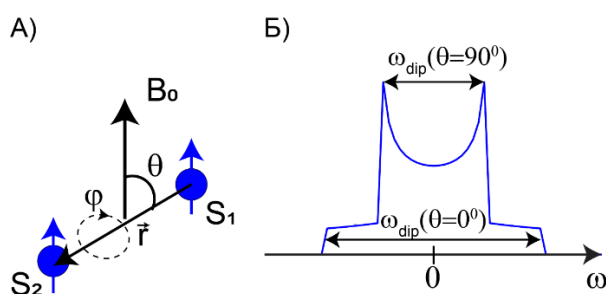 А)
B₀
θ
φ
S₁
r⃗
S₂
Б)
ω_dip(θ=90⁰)
ω_dip(θ=0⁰)
0
ω